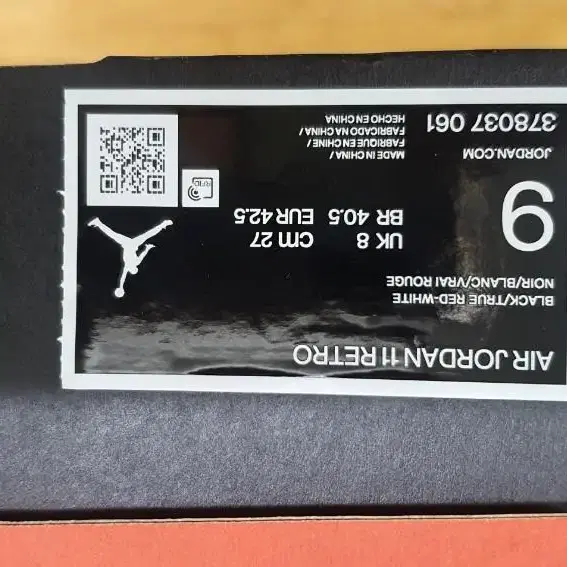 AIR JORDAN 11 RETRO
BLACK/TRUE RED-WHITE
NOIR/BLANC/VRAI ROUGE
9
UK 8 cm 27
BR 40.5 EUR 42.5
JORDAN.COM
378037 061
MADE IN CHINA /
FABRIQUE EN CHINE /
FABRICADO NA CHINA /
HECHO EN CHINA
RFID